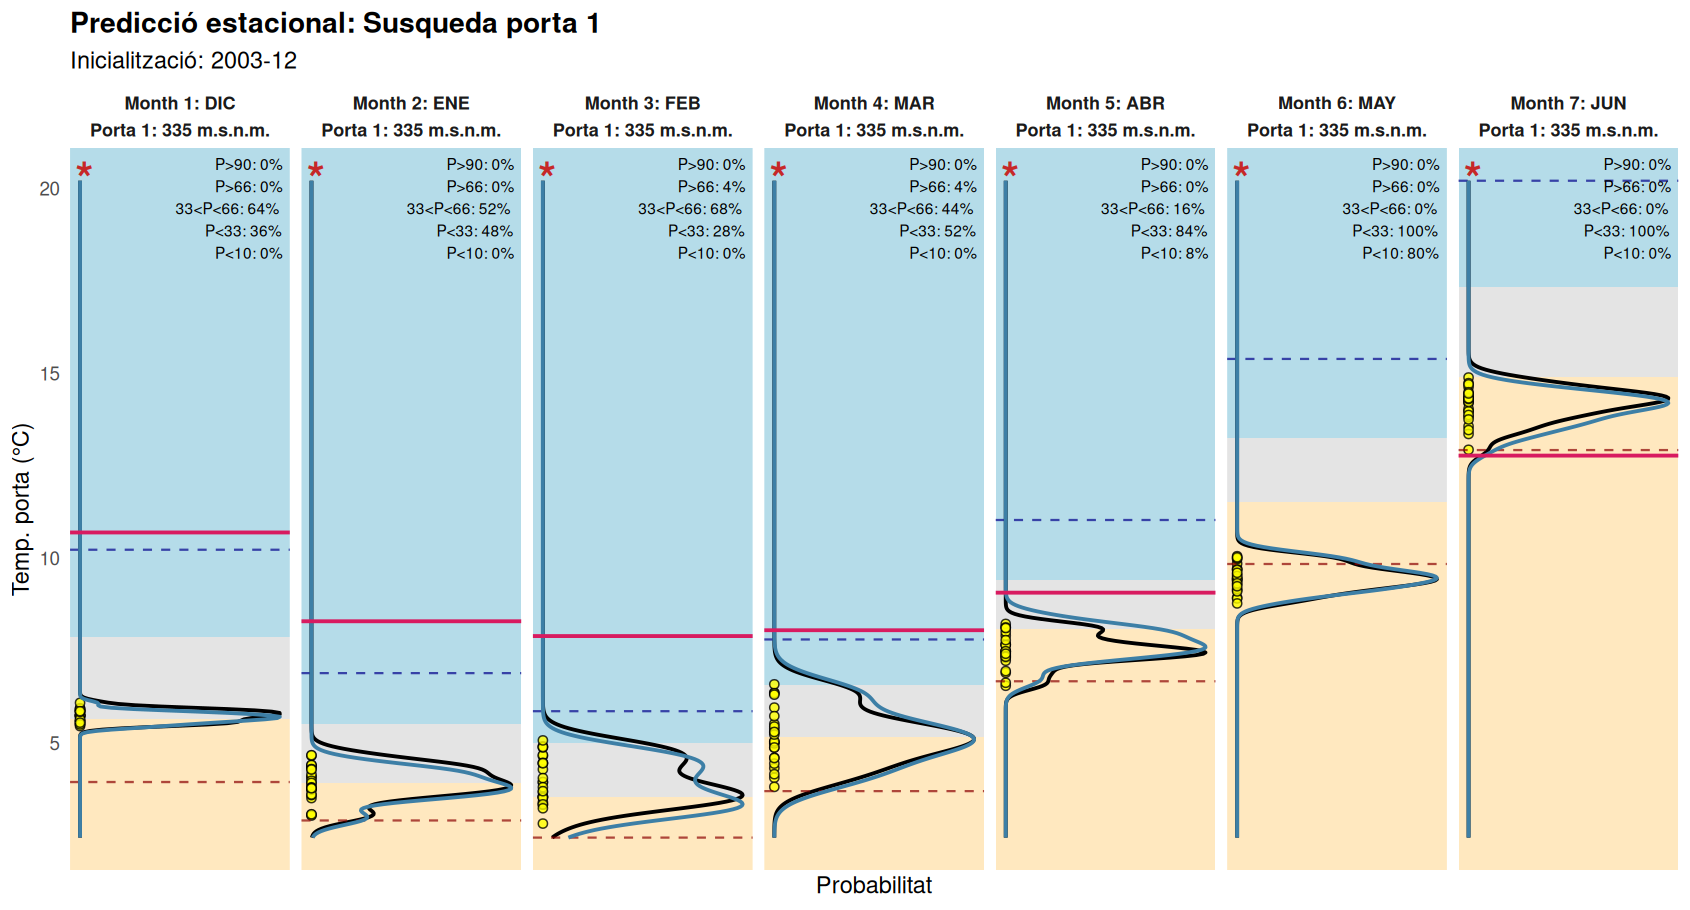 Predicció estacional: Susqueda porta 1
Inicialització: 2003-12
Month 1: DIC
Porta 1: 335 m.s.n.m.
Month 2: ENE
Porta 1: 335 m.s.n.m.
Month 3: FEB
Porta 1: 335 m.s.n.m.
Month 4: MAR
Porta 1: 335 m.s.n.m.
Month 5: ABR
Porta 1: 335 m.s.n.m.
Month 6: MAY
Porta 1: 335 m.s.n.m.
Month 7: JUN
Porta 1: 335 m.s.n.m.
Temp. porta (°C)
20
15
10
5
*
P>90: 0%
P>66: 0%
33<P<66: 64%
P<33: 36%
P<10: 0%
*
P>90: 0%
P>66: 0%
33<P<66: 52%
P<33: 48%
P<10: 0%
*
P>90: 0%
P>66: 4%
33<P<66: 68%
P<33: 28%
P<10: 0%
*
P>90: 0%
P>66: 4%
33<P<66: 44%
P<33: 52%
P<10: 0%
*
P>90: 0%
P>66: 0%
33<P<66: 16%
P<33: 84%
P<10: 8%
*
P>90: 0%
P>66: 0%
33<P<66: 0%
P<33: 100%
P<10: 80%
*
P>90: 0%
P>66: 0%
33<P<66: 0%
P<33: 100%
P<10: 0%
Probabilitat